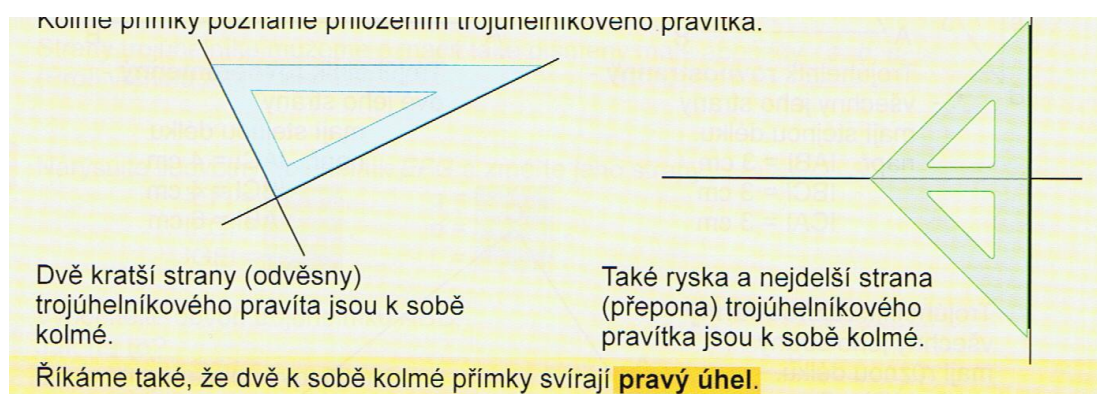 Kolmé přímky poznáme přiložením trojúhelníkového pravítka.
Dvě kratší strany (odvěsny)
trojúhelníkového pravíta jsou k sobě
kolmé.
Také ryska a nejdelší strana
(přepona) trojúhelníkového
pravítka jsou k sobě kolmé.
Říkáme také, že dvě k sobě kolmé přímky svírají pravý úhel.